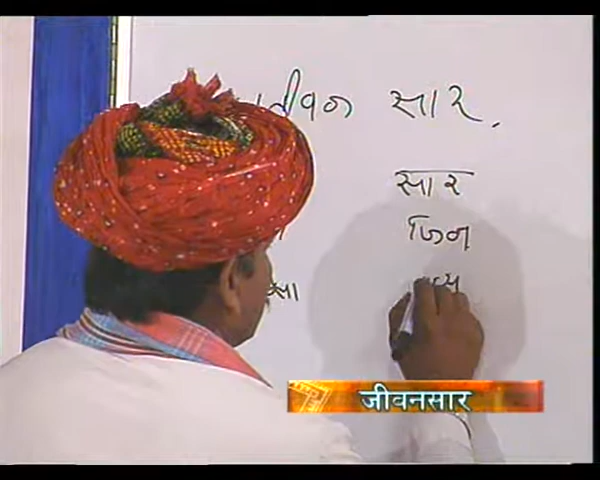 जीवन सार .
सार
जिन
जीवनसार